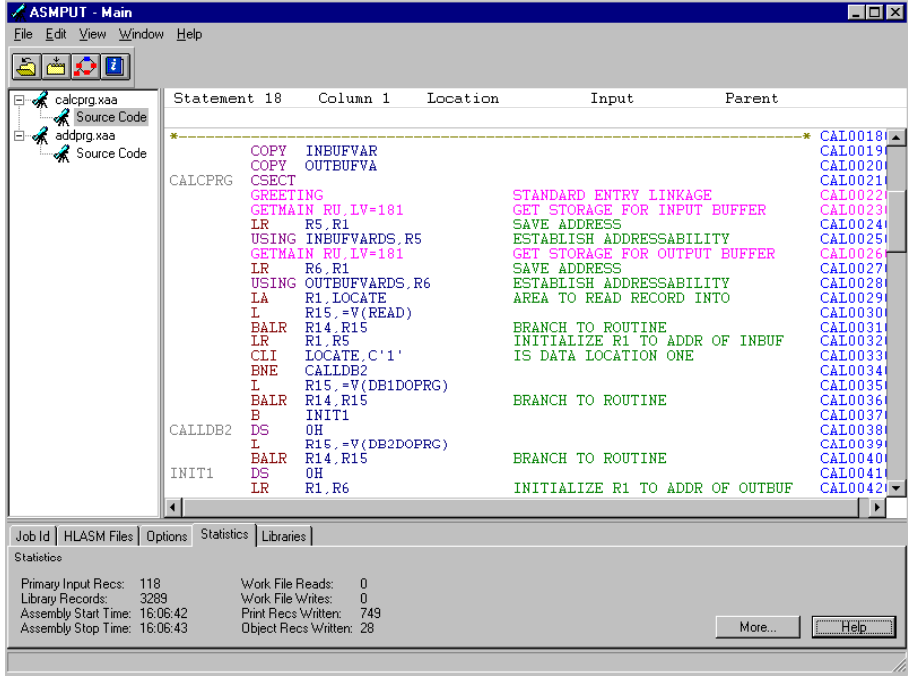 ASMPUT - Main
File Edit View Window Help
calcprg.xaa
Source Code
addprg.xaa
Source Code
Statement 18 Column 1 Location Input Parent
*--------------------------------------------------------------------* CAL0018
COPY INBUFVAR CAL0019
COPY OUTBUFVA CAL0020
CALCPRG CSECT CAL0021
GREETING STANDARD ENTRY LINKAGE CAL0022
GETMAIN RU,LV=181 GET STORAGE FOR INPUT BUFFER CAL0023
LR R5,R1 SAVE ADDRESS CAL0024
USING INBUFVARDS,R5 ESTABLISH ADDRESSABILITY CAL0025
GETMAIN RU,LV=181 GET STORAGE FOR OUTPUT BUFFER CAL0026
LR R6,R1 SAVE ADDRESS CAL0027
USING OUTBUFVARDS,R6 ESTABLISH ADDRESSABILITY CAL0028
LA R1,LOCATE AREA TO READ RECORD INTO CAL0029
L R15,=V(READ) CAL0030
BALR R14,R15 BRANCH TO ROUTINE CAL0031
LR R1,R5 INITIALIZE R1 TO ADDR OF INBUF CAL0032
CLI LOCATE,C'1' IS DATA LOCATION ONE CAL0033
BNE CALLDB2 CAL0034
L R15,=V(DB1DOPRG) CAL0035
BALR R14,R15 BRANCH TO ROUTINE CAL0036
B INIT1 CAL0037
CALLDB2 DS 0H CAL0038
L R15,=V(DB2DOPRG) CAL0039
BALR R14,R15 BRANCH TO ROUTINE CAL0040
INIT1 DS 0H CAL0041
LR R1,R6 INITIALIZE R1 TO ADDR OF OUTBUF CAL0042
Job Id HLASM Files Options Statistics Libraries
Statistics
Primary Input Recs: 118 Work File Reads: 0
Library Records: 3289 Work File Writes: 0
Assembly Start Time: 16:06:42 Print Recs Written: 749
Assembly Stop Time: 16:06:43 Object Recs Written: 28
More... Help